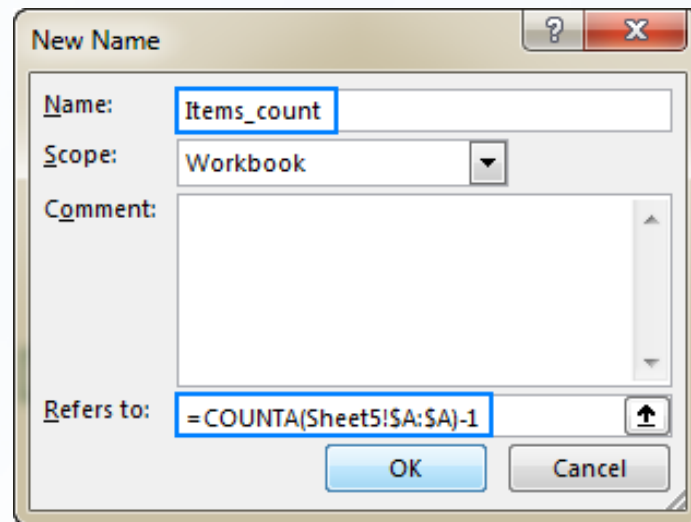 New Name
Name: Items_count
Scope: Workbook
Comment:
Refers to: =COUNTA(Sheet5!$A:$A)-1
OK Cancel